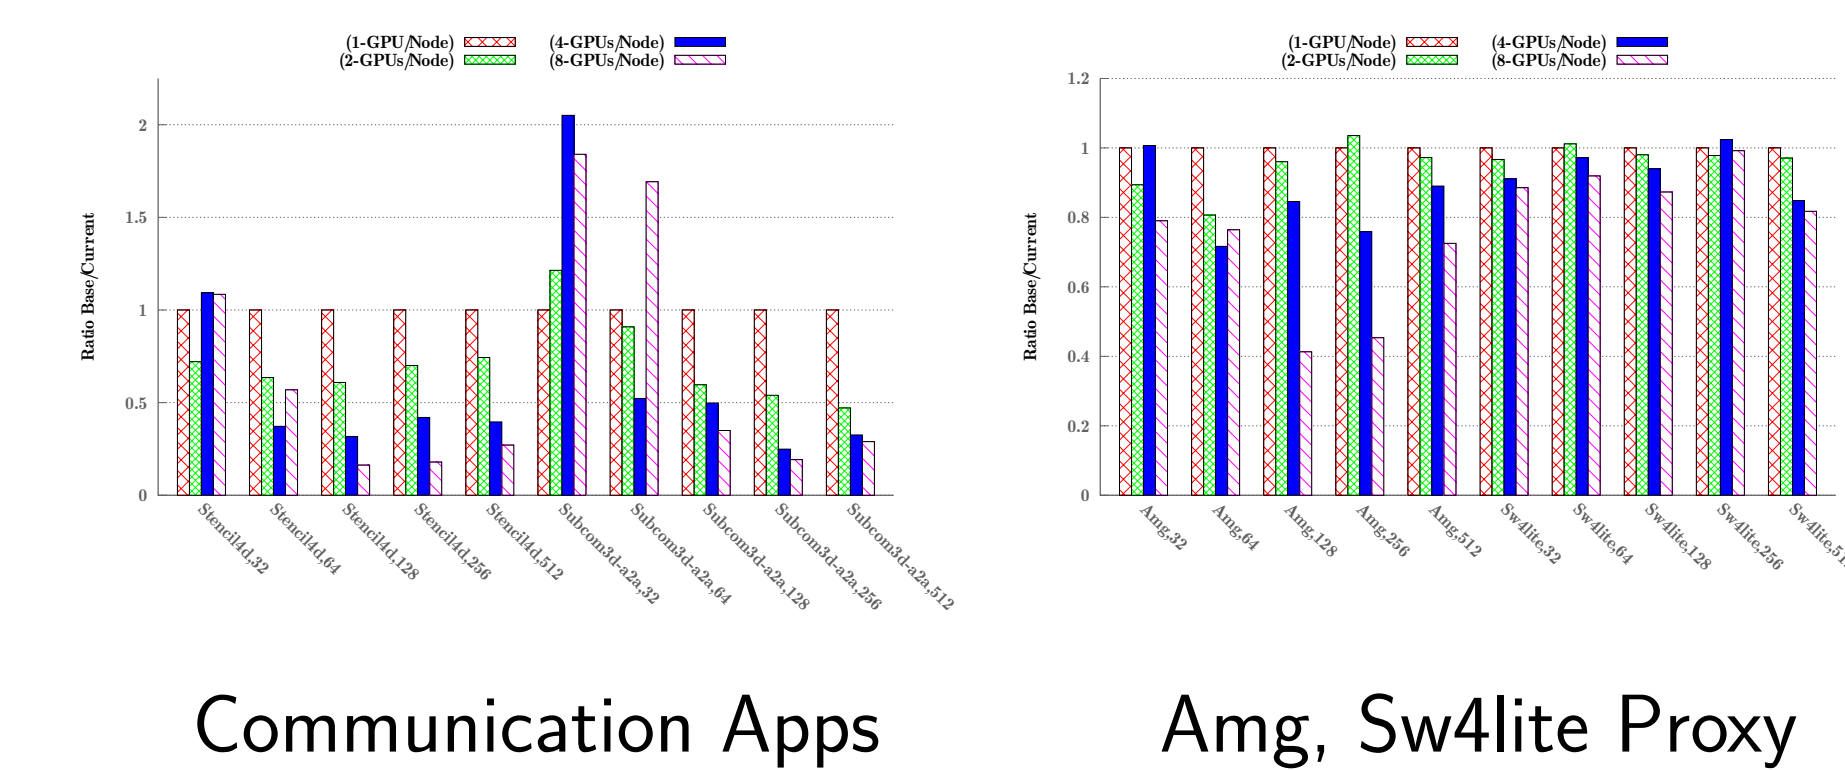 (1-GPU/Node)
(2-GPUs/Node)
(4-GPUs/Node)
(8-GPUs/Node)
Ratio Base/Current
2
1.5
1
0.5
0
Stencil4d,32
Stencil4d,64
Stencil4d,128
Stencil4d,256
Stencil4d,512
Subcom3d-a2a,32
Subcom3d-a2a,64
Subcom3d-a2a,128
Subcom3d-a2a,256
Subcom3d-a2a,512
Communication Apps
(1-GPU/Node)
(2-GPUs/Node)
(4-GPUs/Node)
(8-GPUs/Node)
Ratio Base/Current
1.2
1
0.8
0.6
0.4
0.2
0
Amg,32
Amg,64
Amg,128
Amg,256
Amg,512
Sw4lite,32
Sw4lite,64
Sw4lite,128
Sw4lite,256
Amg, Sw4lite Proxy